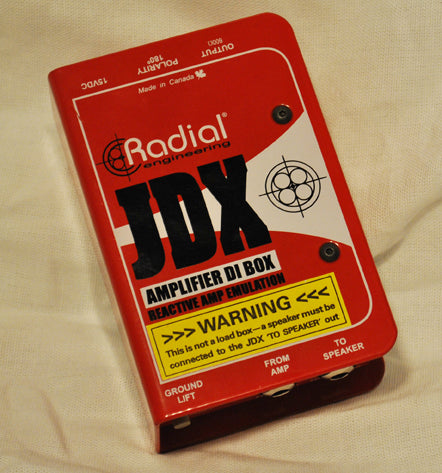 15VDC
POLARITY
180°
OUTPUT
600Ω
Made in Canada
Radial®
engineering
JDX
AMPLIFIER DI BOX
REACTIVE AMP EMULATION
>>> WARNING <<<
This is not a load box—a speaker must be
connected to the JDX 'TO SPEAKER' out
GROUND
LIFT
FROM
AMP
TO
SPEAKER